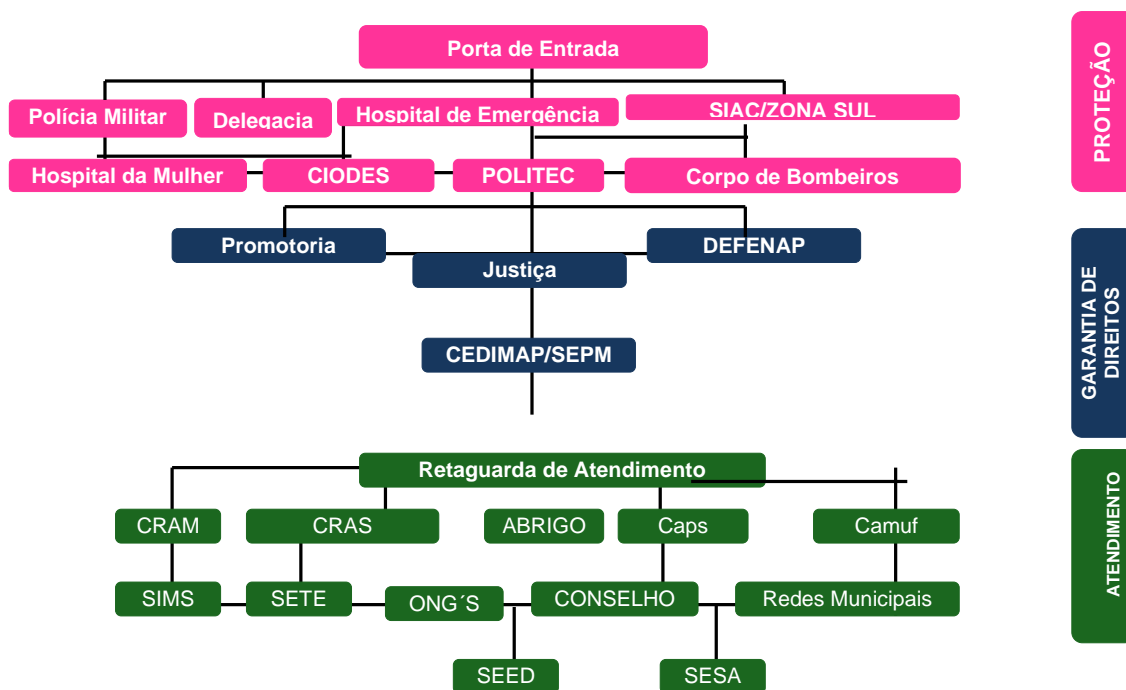 Porta de Entrada
PROTEÇÃO
Polícia Militar
Delegacia
Hospital de Emergência
SIAC/ZONA SUL
Hospital da Mulher
CIODES
POLITEC
Corpo de Bombeiros
Promotoria
DEFENAP
Justiça
GARANTIA DE
DIREITOS
CEDIMAP/SEPM
Retaguarda de Atendimento
ATENDIMENTO
CRAM
CRAS
ABRIGO
Caps
Camuf
SIMS
SETE
ONG´S
CONSELHO
Redes Municipais
SEED
SESA